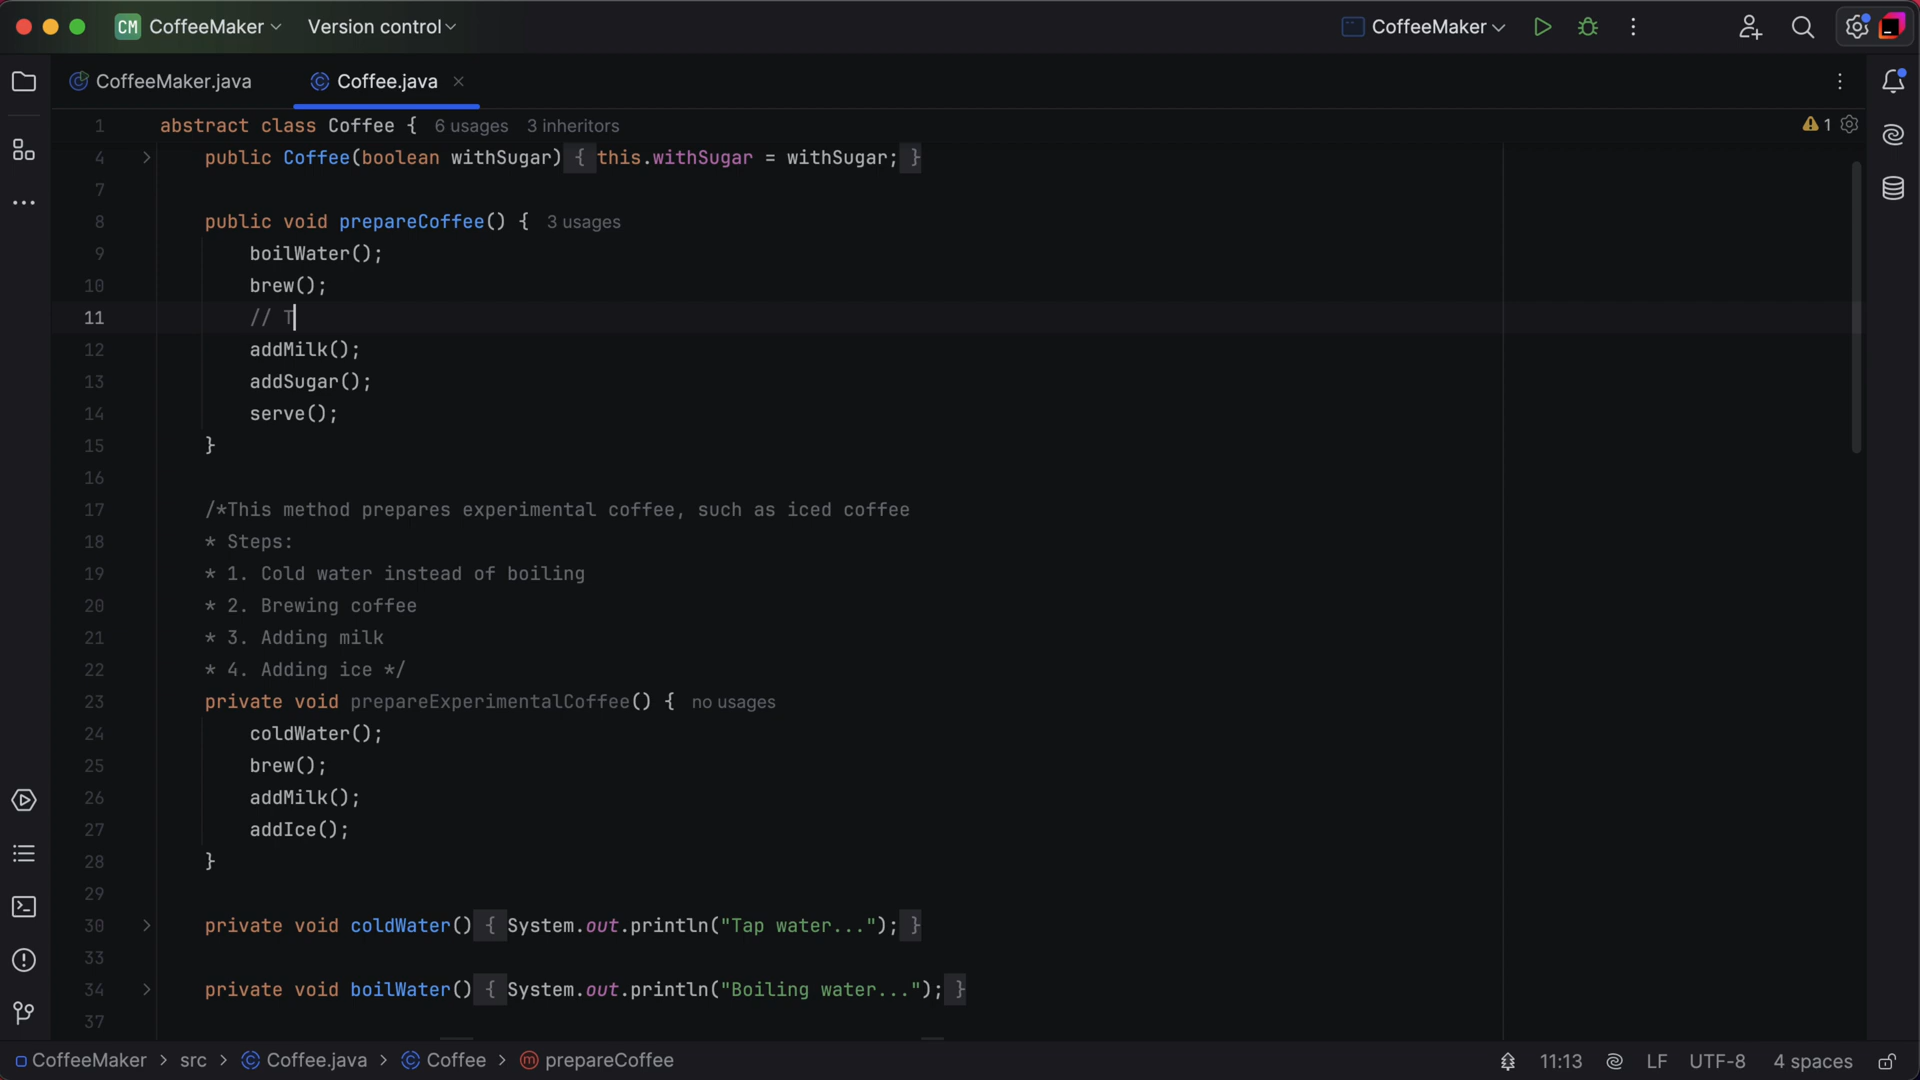 CM CoffeeMaker Version control CoffeeMaker
CoffeeMaker.java Coffee.java
1 abstract class Coffee { 6 usages 3 inheritors 1
4 public Coffee(boolean withSugar) { this.withSugar = withSugar; }
7
8 public void prepareCoffee() { 3 usages
9 boilWater();
10 brew();
11 // T
12 addMilk();
13 addSugar();
14 serve();
15 }
16
17 /*This method prepares experimental coffee, such as iced coffee
18 * Steps:
19 * 1. Cold water instead of boiling
20 * 2. Brewing coffee
21 * 3. Adding milk
22 * 4. Adding ice */
23 private void prepareExperimentalCoffee() { no usages
24 coldWater();
25 brew();
26 addMilk();
27 addIce();
28 }
29
30 private void coldWater() { System.out.println("Tap water..."); }
33
34 private void boilWater() { System.out.println("Boiling water..."); }
37
CoffeeMaker > src > Coffee.java > Coffee > prepareCoffee 11:13 LF UTF-8 4 spaces